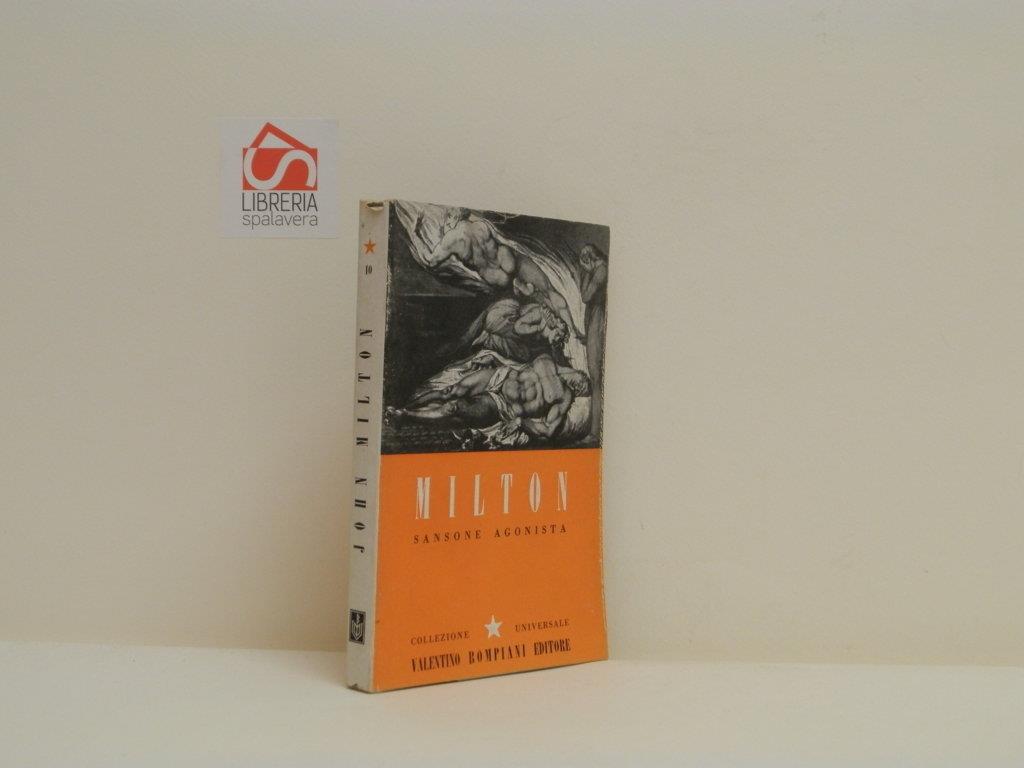 LIBRERIA
spalavera
10
JOHN MILTON
MILTON
SANSONE AGONISTA
COLLEZIONE UNIVERSALE
VALENTINO BOMPIANI EDITORE